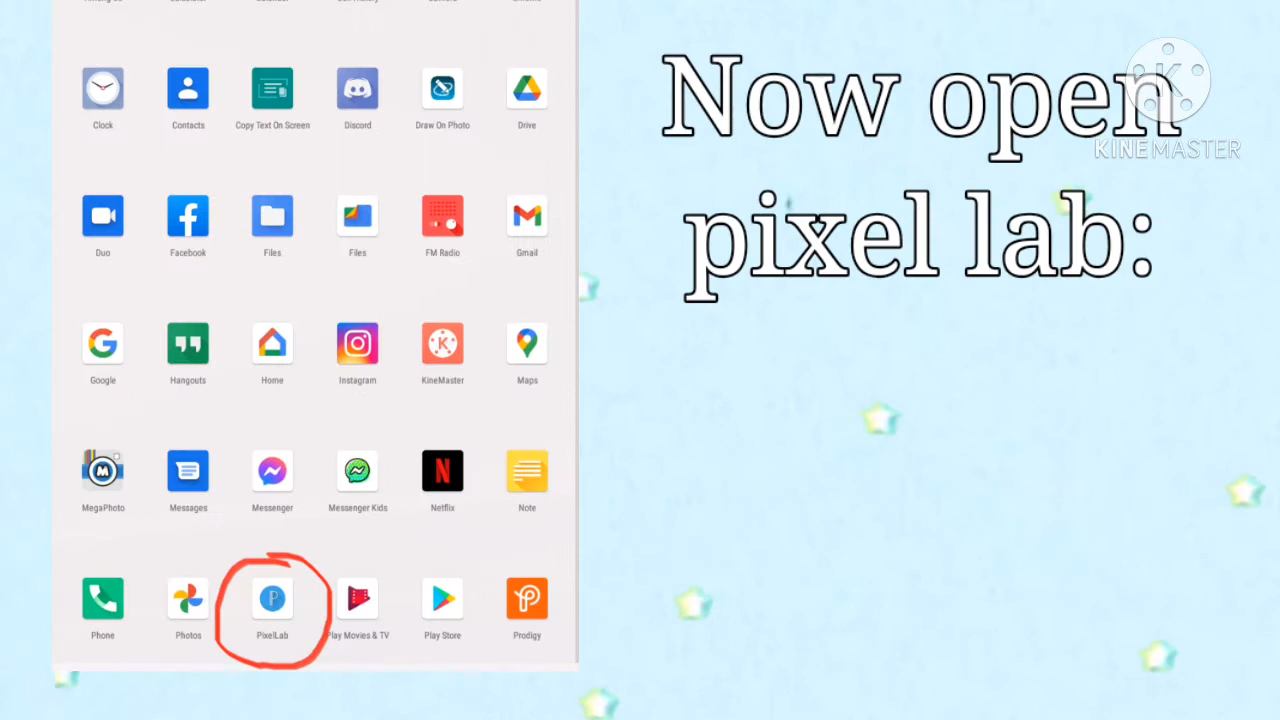 Clock Contacts Copy Text On Screen Discord Draw On Photo Drive
Duo Facebook Files Files FM Radio Gmail
Google Hangouts Home Instagram KineMaster Maps
MegaPhoto Messages Messenger Messenger Kids Netflix Note
Phone Photos PixelLab Play Movies & TV Play Store Prodigy
Now open
pixel lab:
KINEMASTER